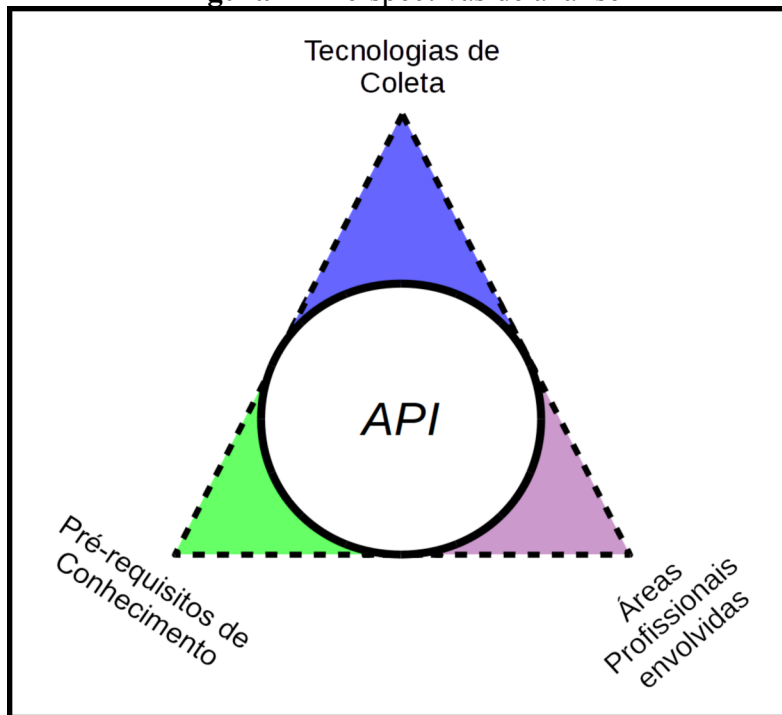 Tecnologias de
Coleta
API
Pré-requisitos de
Conhecimento
Áreas
Profissionais
envolvidas